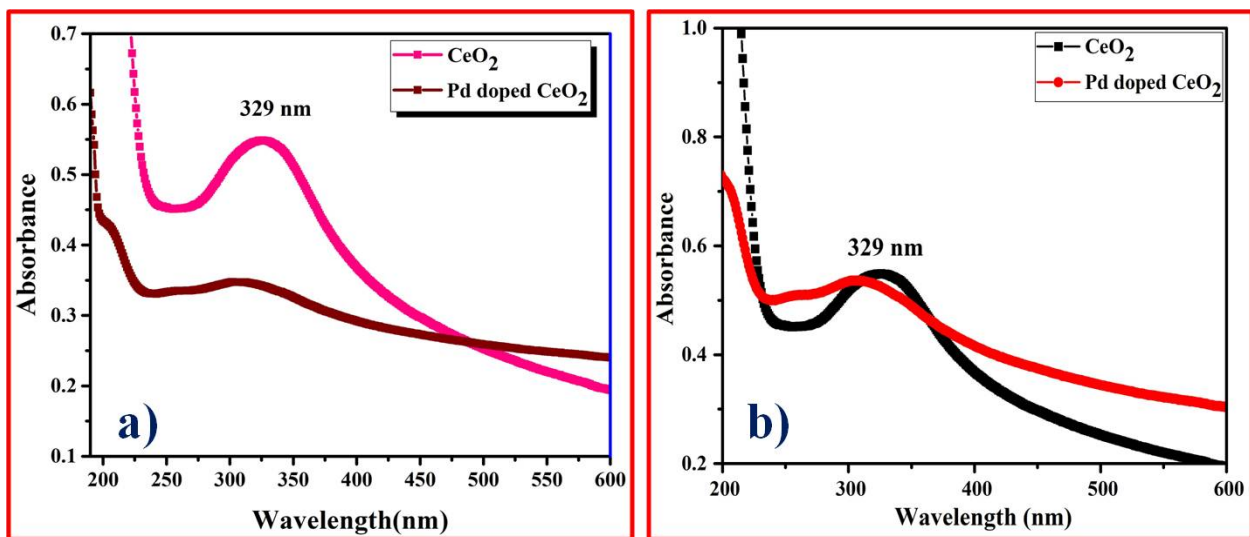 0.7
0.6
0.5
0.4
0.3
0.2
0.1
Absorbance
CeO2
Pd doped CeO2
329 nm
a)
200 250 300 350 400 450 500 550 600
Wavelength(nm)
1.0
0.8
0.6
0.4
0.2
Absorbance
CeO2
Pd doped CeO2
329 nm
b)
200 300 400 500 600
Wavelength (nm)